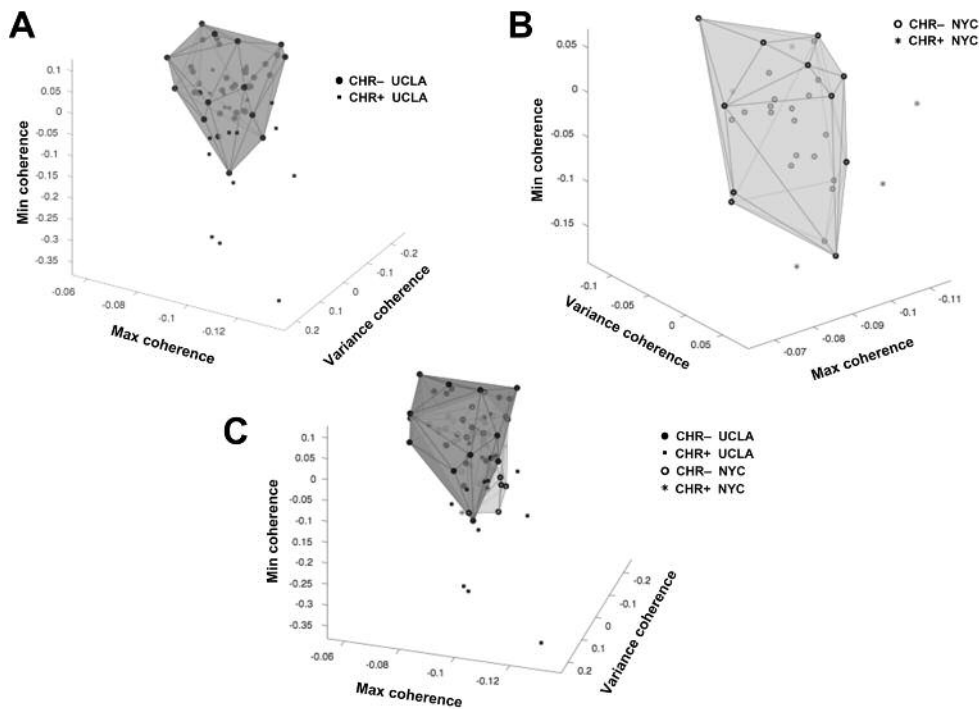 A
CHR– UCLA
CHR+ UCLA
0.1
0.05
0
-0.05
-0.1
-0.15
-0.2
-0.25
-0.3
-0.35
Min coherence
-0.06
-0.08
-0.1
-0.12
Max coherence
-0.2
-0.1
0
0.1
0.2
Variance coherence
B
CHR– NYC
CHR+ NYC
0.05
0
-0.05
-0.1
-0.15
Min coherence
-0.1
-0.05
0
0.05
Variance coherence
-0.11
-0.1
-0.09
-0.08
-0.07
Max coherence
C
CHR– UCLA
CHR+ UCLA
CHR– NYC
CHR+ NYC
0.1
0.05
0
-0.05
-0.1
-0.15
-0.2
-0.25
-0.3
-0.35
Min coherence
-0.06
-0.08
-0.1
-0.12
Max coherence
-0.2
-0.1
0
0.1
0.2
Variance coherence